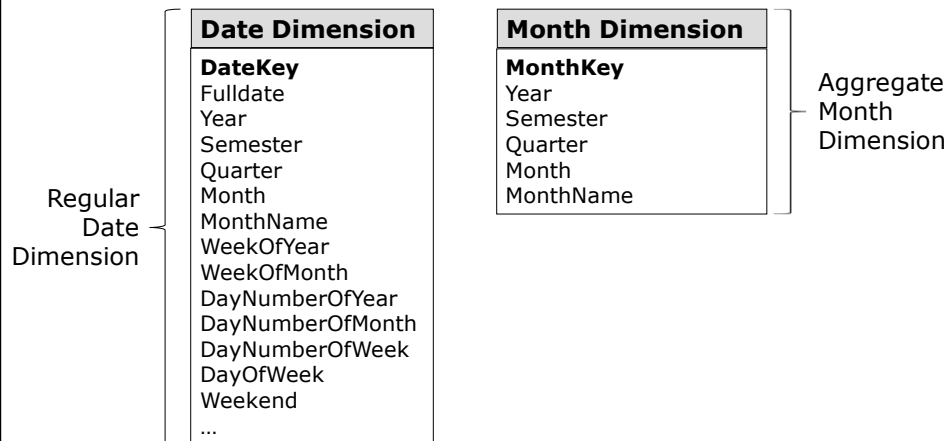 Regular
Date
Dimension
Date Dimension
DateKey
Fulldate
Year
Semester
Quarter
Month
MonthName
WeekOfYear
WeekOfMonth
DayNumberOfYear
DayNumberOfMonth
DayNumberOfWeek
DayOfWeek
Weekend
...
Month Dimension
MonthKey
Year
Semester
Quarter
Month
MonthName
Aggregate
Month
Dimension